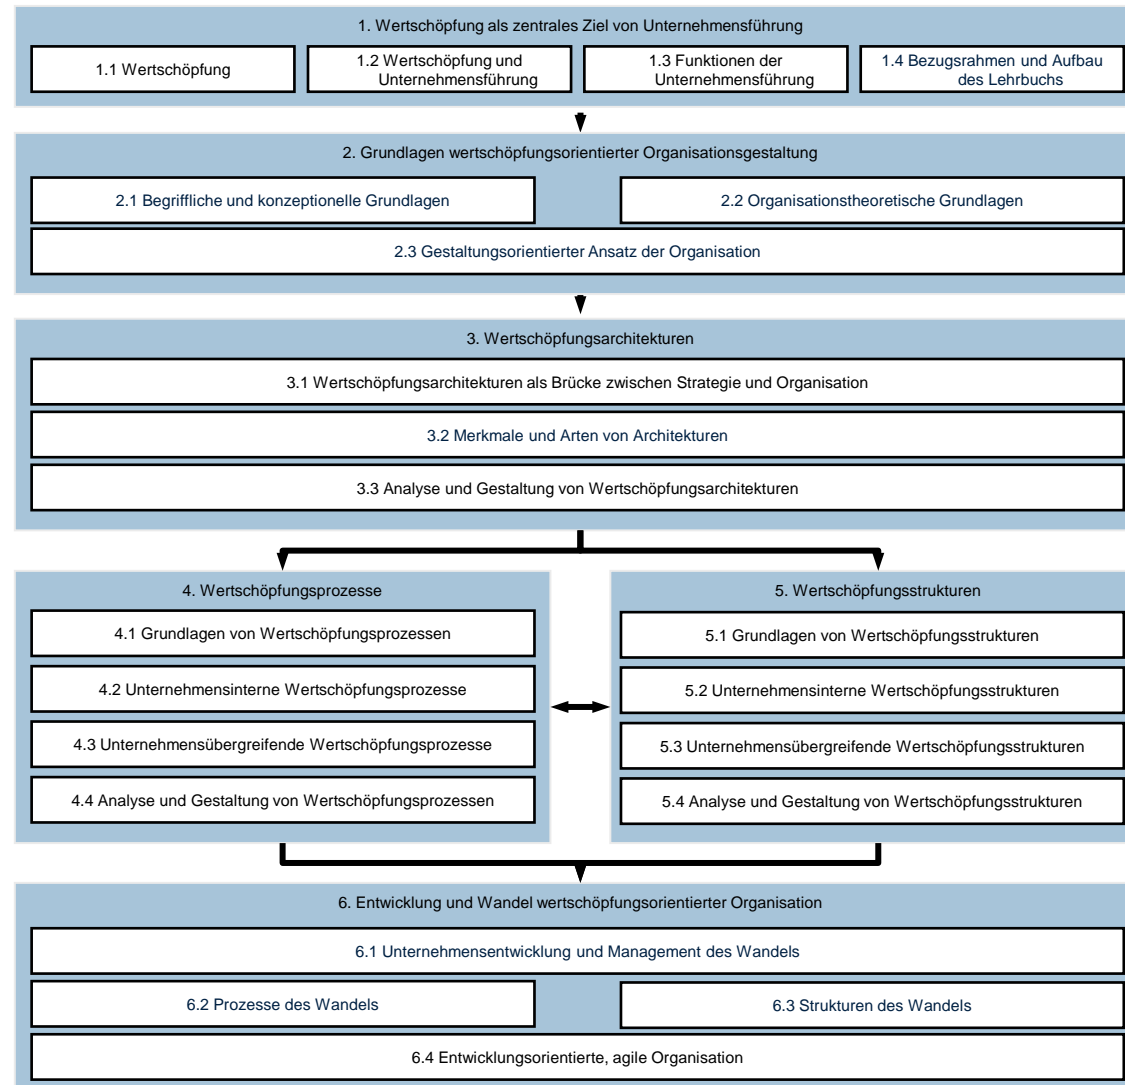 1. Wertschöpfung als zentrales Ziel von Unternehmensführung
1.1 Wertschöpfung
1.2 Wertschöpfung und
Unternehmensführung
1.3 Funktionen der
Unternehmensführung
1.4 Bezugsrahmen und Aufbau
des Lehrbuchs
2. Grundlagen wertschöpfungsorientierter Organisationsgestaltung
2.1 Begriffliche und konzeptionelle Grundlagen
2.2 Organisationstheoretische Grundlagen
2.3 Gestaltungsorientierter Ansatz der Organisation
3. Wertschöpfungsarchitekturen
3.1 Wertschöpfungsarchitekturen als Brücke zwischen Strategie und Organisation
3.2 Merkmale und Arten von Architekturen
3.3 Analyse und Gestaltung von Wertschöpfungsarchitekturen
4. Wertschöpfungsprozesse
4.1 Grundlagen von Wertschöpfungsprozessen
4.2 Unternehmensinterne Wertschöpfungsprozesse
4.3 Unternehmensübergreifende Wertschöpfungsprozesse
4.4 Analyse und Gestaltung von Wertschöpfungsprozessen
5. Wertschöpfungsstrukturen
5.1 Grundlagen von Wertschöpfungsstrukturen
5.2 Unternehmensinterne Wertschöpfungsstrukturen
5.3 Unternehmensübergreifende Wertschöpfungsstrukturen
5.4 Analyse und Gestaltung von Wertschöpfungsstrukturen
6. Entwicklung und Wandel wertschöpfungsorientierter Organisation
6.1 Unternehmensentwicklung und Management des Wandels
6.2 Prozesse des Wandels
6.3 Strukturen des Wandels
6.4 Entwicklungsorientierte, agile Organisation